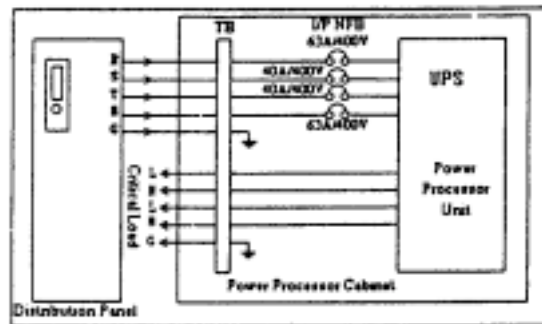 TB
I/P NFB
63A/400V
40A/400V
40A/400V
63A/400V
UPS
Power
Processor
Unit
Critical Load
Power Processor Cabinet
Distribution Panel